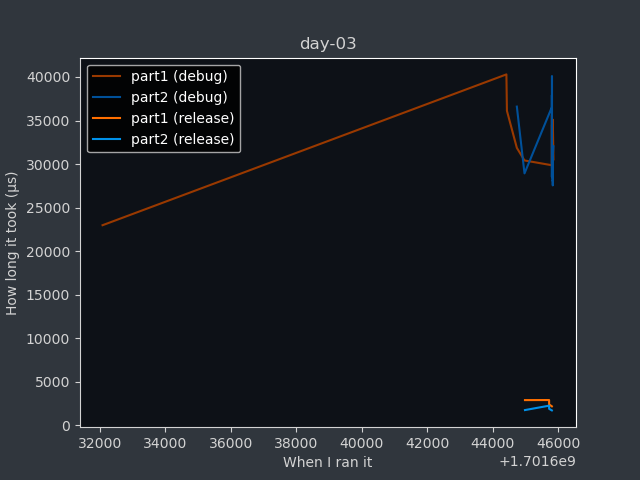 day-03
part1 (debug)
part2 (debug)
part1 (release)
part2 (release)
How long it took (µs)
40000
35000
30000
25000
20000
15000
10000
5000
0
32000 34000 36000 38000 40000 42000 44000 46000
When I ran it
+1.7016e9